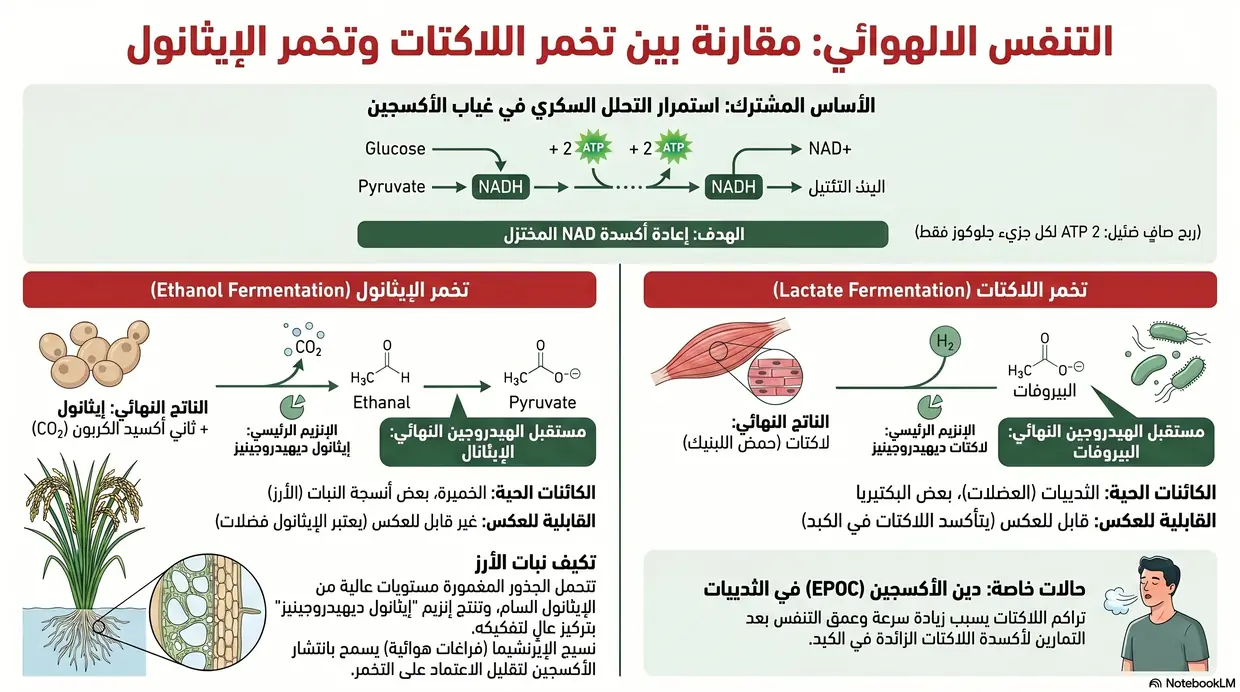 التنفس الالهوائي: مقارنة بين تخمر اللاكتات وتخمر الإيثانول
الأساس المشترك: استمرار التحلل السكري في غياب الأكسجين
Glucose
+ 2 ATP
+ 2 ATP
NAD+
Pyruvate
NADH
NADH
الهدف: إعادة أكسدة NAD المختزل
(ربح صافٍ ضئيل: 2 ATP لكل جزيء جلوكوز فقط)
تخمر اللاكتات (Lactate Fermentation)
H₂
H₃C
O
O⊖
البيروفات
الناتج النهائي:
لاكتات (حمض اللبنيك)
الإنزيم الرئيسي:
لاكتات ديهيدروجينيز
مستقبل الهيدروجين النهائي:
البيروفات
الكائنات الحية: الثدييات (العضلات)، بعض البكتيريا
القابلية للعكس: قابل للعكس (يتأكسد اللاكتات في الكبد)
حالات خاصة: دين الأكسجين (EPOC) في الثدييات
تراكم اللاكتات يسبب زيادة سرعة وعمق التنفس بعد
التمارين لأكسدة اللاكتات الزائدة في الكبد.
تخمر الإيثانول (Ethanol Fermentation)
CO₂
O
H₃C
H
Ethanal
O
H₃C
O⊖
Pyruvate
الناتج النهائي: إيثانول
+ ثاني أكسيد الكربون (CO₂)
الإنزيم الرئيسي:
إيثانول ديهيدروجينيز
مستقبل الهيدروجين النهائي:
الإيثانال
الكائنات الحية: الخميرة، بعض أنسجة النبات (الأرز)
القابلية للعكس: غير قابل للعكس (يعتبر الإيثانول فضلات)
تكيف نبات الأرز
تتحمل الجذور المغمورة مستويات عالية من
الإيثانول السام، وتنتج إنزيم "إيثانول ديهيدروجينيز"
بتركيز عالٍ لتفكيكه.
نسيج الإيرنشيما (فراغات هوائية) يسمح بانتشار
الأكسجين لتقليل الاعتماد على التخمر.
NotebookLM